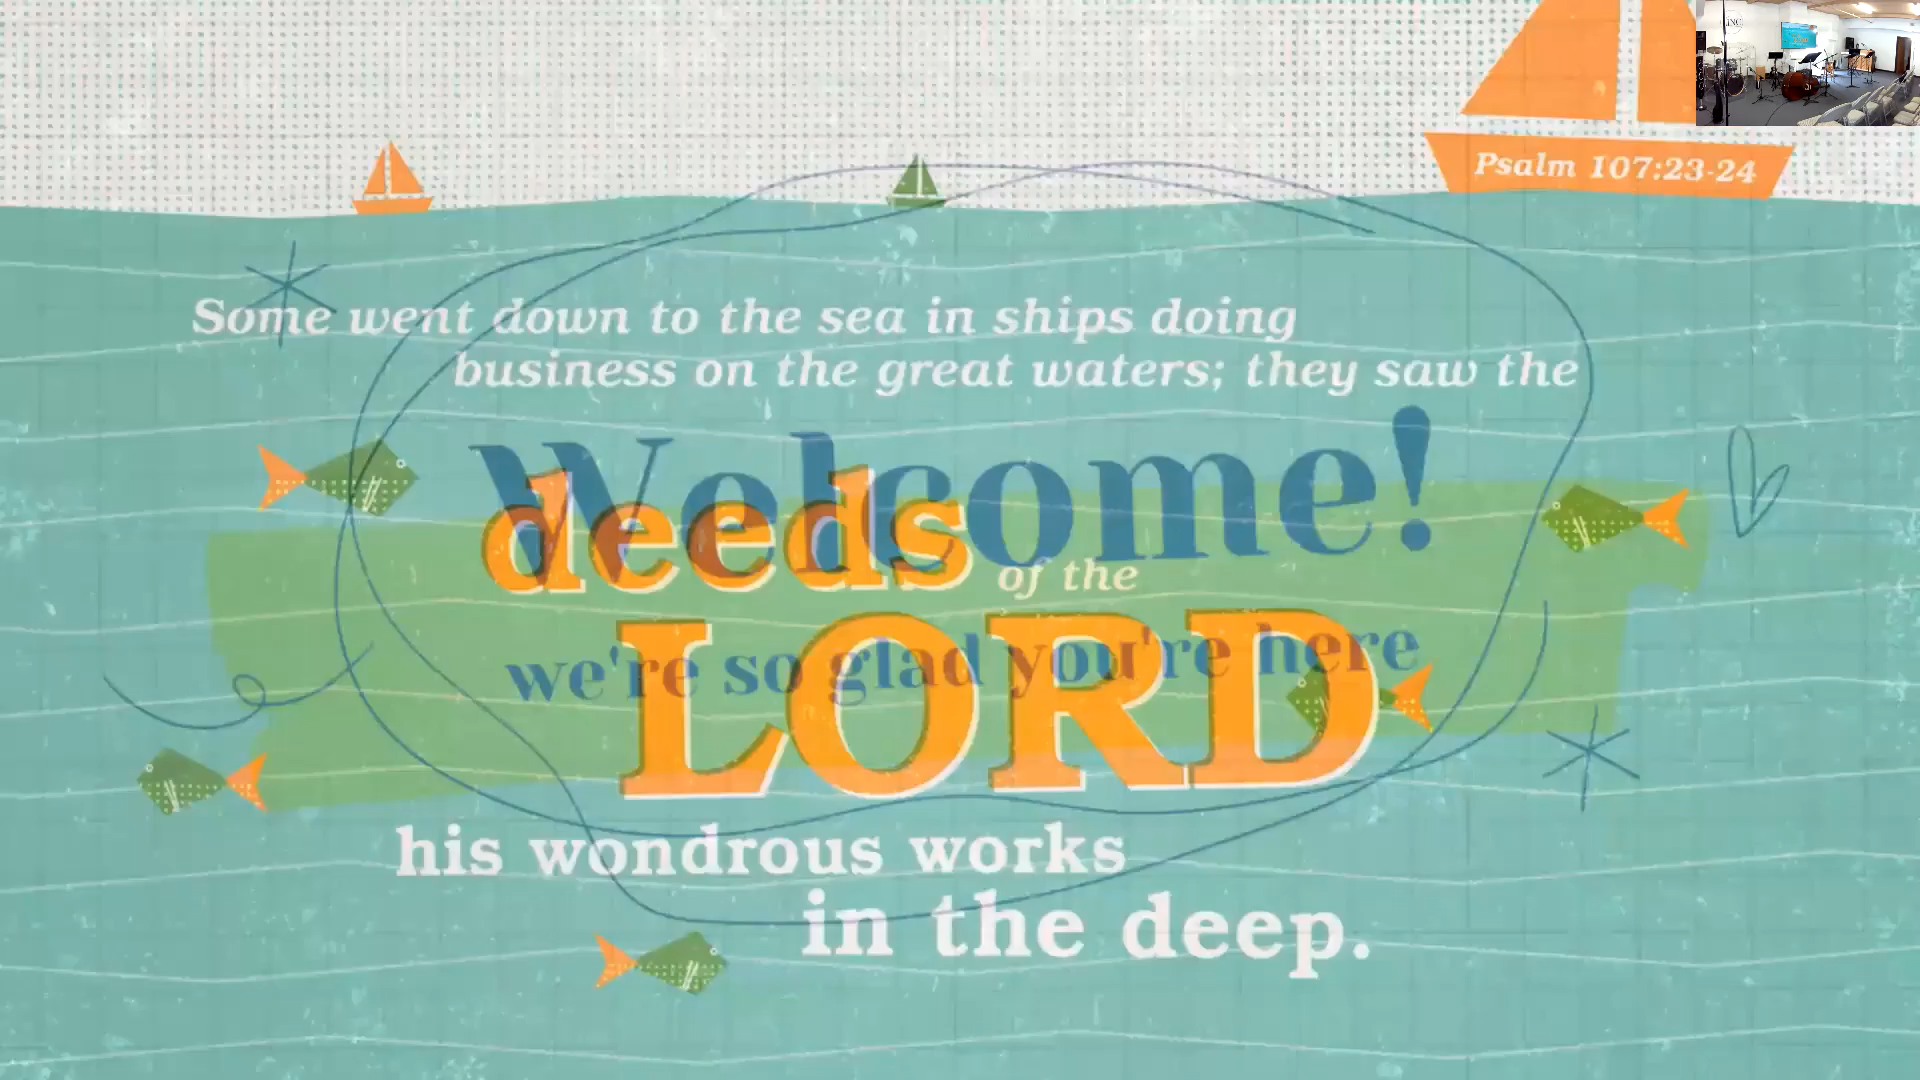 Psalm 107:23-24
Some went down to the sea in ships doing
business on the great waters; they saw the
Welcome!
deeds
of the
we're so glad you're here
LORD
his wondrous works
in the deep.